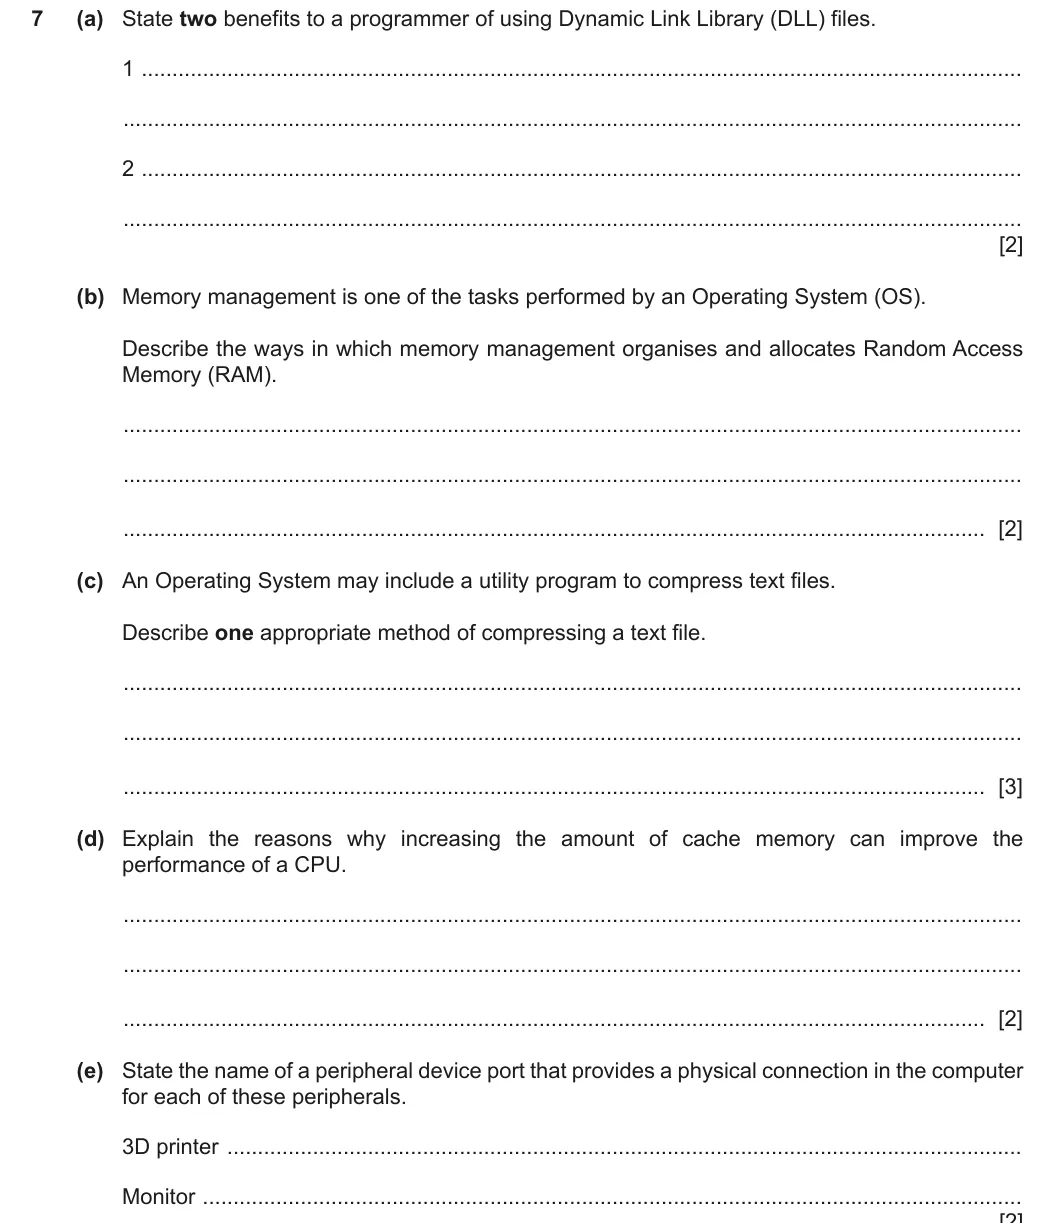 7 (a) State two benefits to a programmer of using Dynamic Link Library (DLL) files.
1 ..........................................................................................
..........................................................................................
2 ..........................................................................................
..........................................................................................
[2]
(b) Memory management is one of the tasks performed by an Operating System (OS).
Describe the ways in which memory management organises and allocates Random Access
Memory (RAM).
..........................................................................................
..........................................................................................
.......................................................................................... [2]
(c) An Operating System may include a utility program to compress text files.
Describe one appropriate method of compressing a text file.
..........................................................................................
..........................................................................................
.......................................................................................... [3]
(d) Explain the reasons why increasing the amount of cache memory can improve the
performance of a CPU.
..........................................................................................
..........................................................................................
.......................................................................................... [2]
(e) State the name of a peripheral device port that provides a physical connection in the computer
for each of these peripherals.
3D printer ..........................................................................................
Monitor ..........................................................................................
[2]